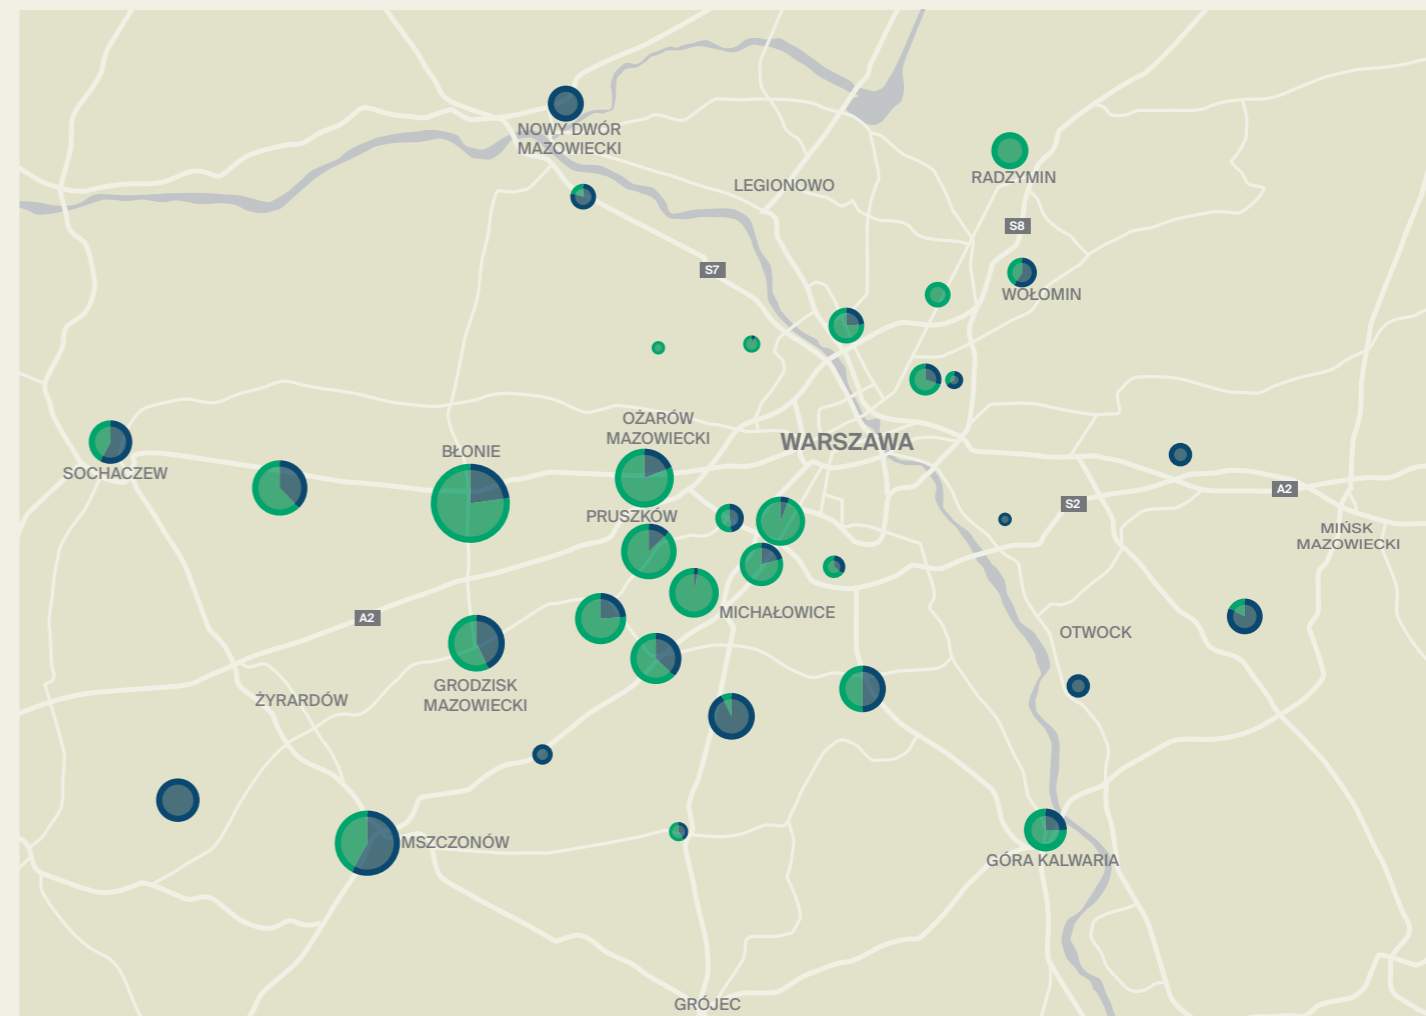 NOWY DWÓR
MAZOWIECKI
LEGIONOWO
RADZYMIN
S8
S7
WOŁOMIN
OŻARÓW
MAZOWIECKI
WARSZAWA
BŁONIE
SOCHACZEW
A2
S2
PRUSZKÓW
MIŃSK
MAZOWIECKI
A2
MICHAŁOWICE
OTWOCK
GRODZISK
MAZOWIECKI
ŻYRARDÓW
MSZCZONÓW
GÓRA KALWARIA
GRÓJEC